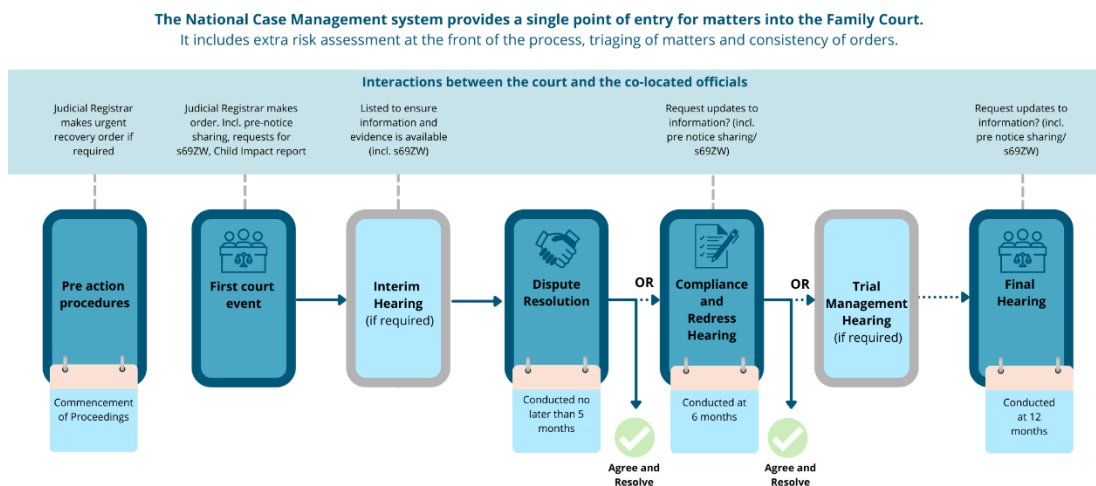 The National Case Management system provides a single point of entry for matters into the Family Court.
It includes extra risk assessment at the front of the process, triaging of matters and consistency of orders.
Interactions between the court and the co-located officials
Judicial Registrar
makes urgent
recovery order if
required
Judicial Registrar makes
order. Incl. pre-notice
sharing, requests for
s69ZW, Child Impact report
Listed to ensure
information and
evidence is available
(incl. s69ZW)
Request updates to
information? (incl.
pre notice sharing/
s69ZW)
Request updates to
information? (incl.
pre notice sharing/
s69ZW)
Pre action
procedures
Commencement
of Proceedings
First court
event
Interim
Hearing
(if required)
Dispute
Resolution
Conducted no
later than 5
months
OR
Agree and
Resolve
Compliance
and
Redress
Hearing
Conducted at
6 months
OR
Agree and
Resolve
Trial
Management
Hearing
(if required)
Final
Hearing
Conducted
at 12
months